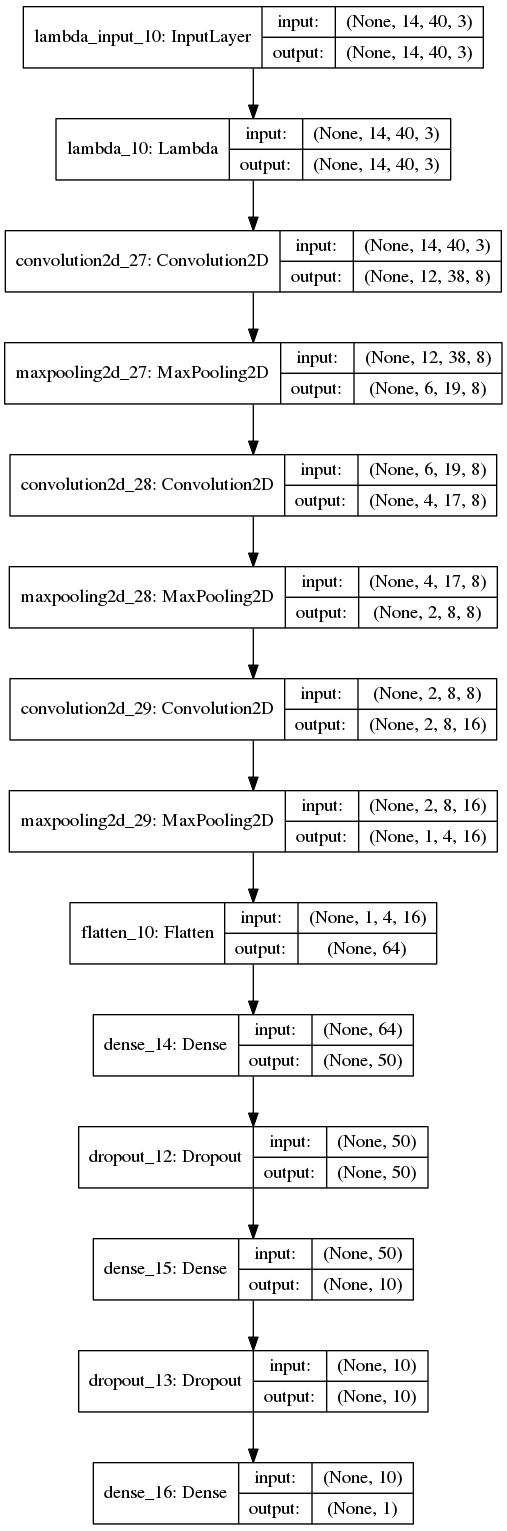 lambda_input_10: InputLayer
input: (None, 14, 40, 3)
output: (None, 14, 40, 3)
lambda_10: Lambda
input: (None, 14, 40, 3)
output: (None, 14, 40, 3)
convolution2d_27: Convolution2D
input: (None, 14, 40, 3)
output: (None, 12, 38, 8)
maxpooling2d_27: MaxPooling2D
input: (None, 12, 38, 8)
output: (None, 6, 19, 8)
convolution2d_28: Convolution2D
input: (None, 6, 19, 8)
output: (None, 4, 17, 8)
maxpooling2d_28: MaxPooling2D
input: (None, 4, 17, 8)
output: (None, 2, 8, 8)
convolution2d_29: Convolution2D
input: (None, 2, 8, 8)
output: (None, 2, 8, 16)
maxpooling2d_29: MaxPooling2D
input: (None, 2, 8, 16)
output: (None, 1, 4, 16)
flatten_10: Flatten
input: (None, 1, 4, 16)
output: (None, 64)
dense_14: Dense
input: (None, 64)
output: (None, 50)
dropout_12: Dropout
input: (None, 50)
output: (None, 50)
dense_15: Dense
input: (None, 50)
output: (None, 10)
dropout_13: Dropout
input: (None, 10)
output: (None, 10)
dense_16: Dense
input: (None, 10)
output: (None, 1)